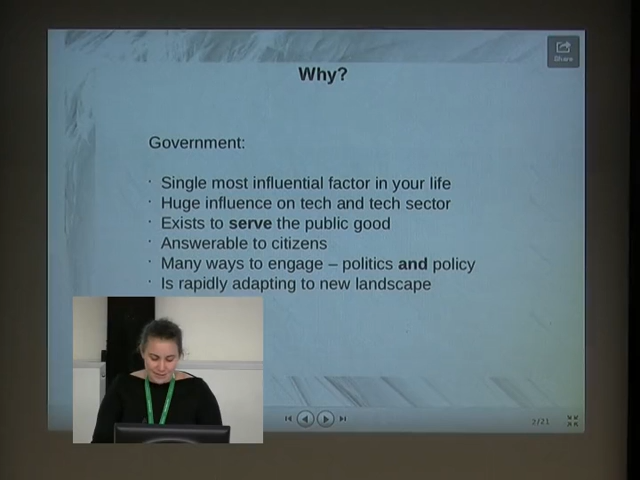 Share
Why?
Government:
· Single most influential factor in your life
· Huge influence on tech and tech sector
· Exists to serve the public good
· Answerable to citizens
· Many ways to engage – politics and policy
· Is rapidly adapting to new landscape
2/21